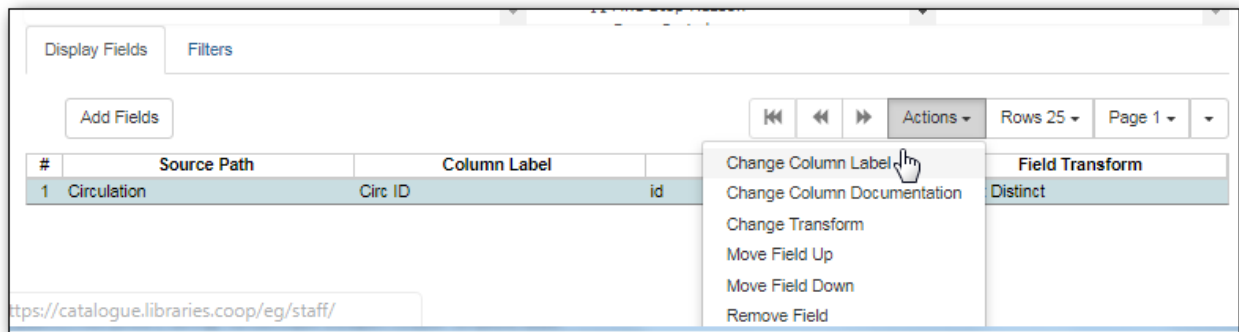 Display Fields Filters
Add Fields Actions Rows 25 Page 1
# Source Path Column Label Field Transform
1 Circulation Circ ID id Distinct
Change Column Label
Change Column Documentation
Change Transform
Move Field Up
Move Field Down
Remove Field
ttps://catalogue.libraries.coop/eg/staff/